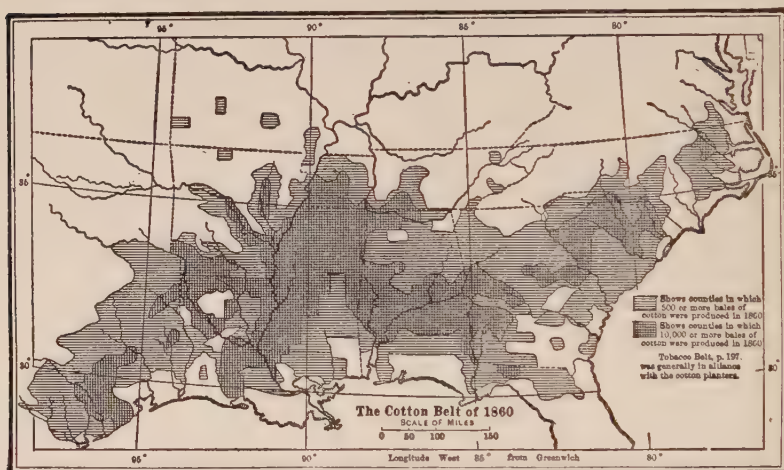 95° 90° 85° 80°
35° 35
30° 30°
Shows counties in which
500 or more bales of
cotton were produced in 1860
Shows counties in which
10,000 or more bales of
cotton were produced in 1860
Tobacco Belt, p. 197.
was generally in alliance
with the cotton planters.
The Cotton Belt of 1860
SCALE OF MILES
0 50 100 150
95° 90° Longitude West 85° from Greenwich 80°